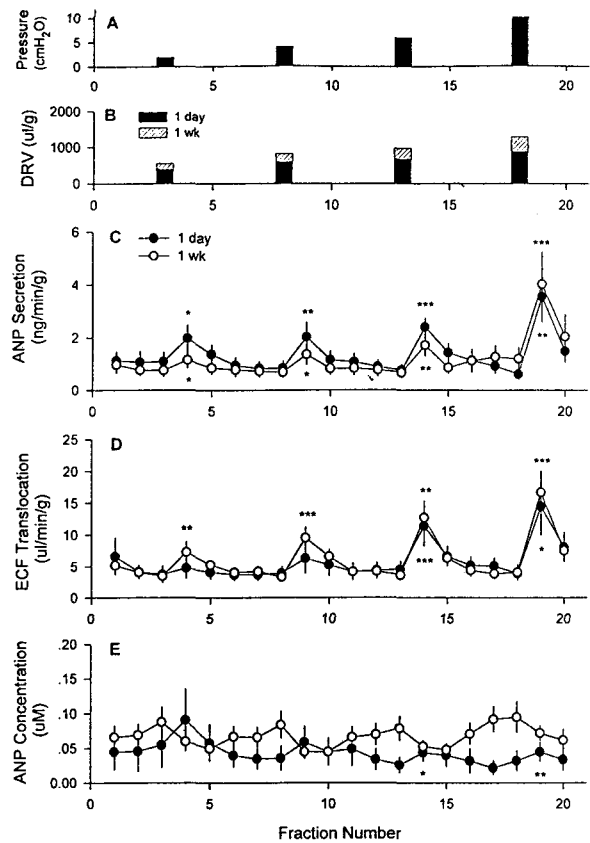 A
Pressure
(cmH₂O)
10
5
0
0 5 10 15 20
B
DRV (ul/g)
2000
1000
0
1 day
1 wk
0 5 10 15 20
C
ANP Secretion
(ng/min/g)
6
4
2
0
1 day
1 wk
* ** *** ***
* * ** **
0 5 10 15 20
D
ECF Translocation
(ul/min/g)
25
20
15
10
5
0
** *** ** ***
*** *
0 5 10 15 20
E
ANP Concentration
(uM)
.20
.15
.10
.05
0.00
* **
0 5 10 15 20
Fraction Number